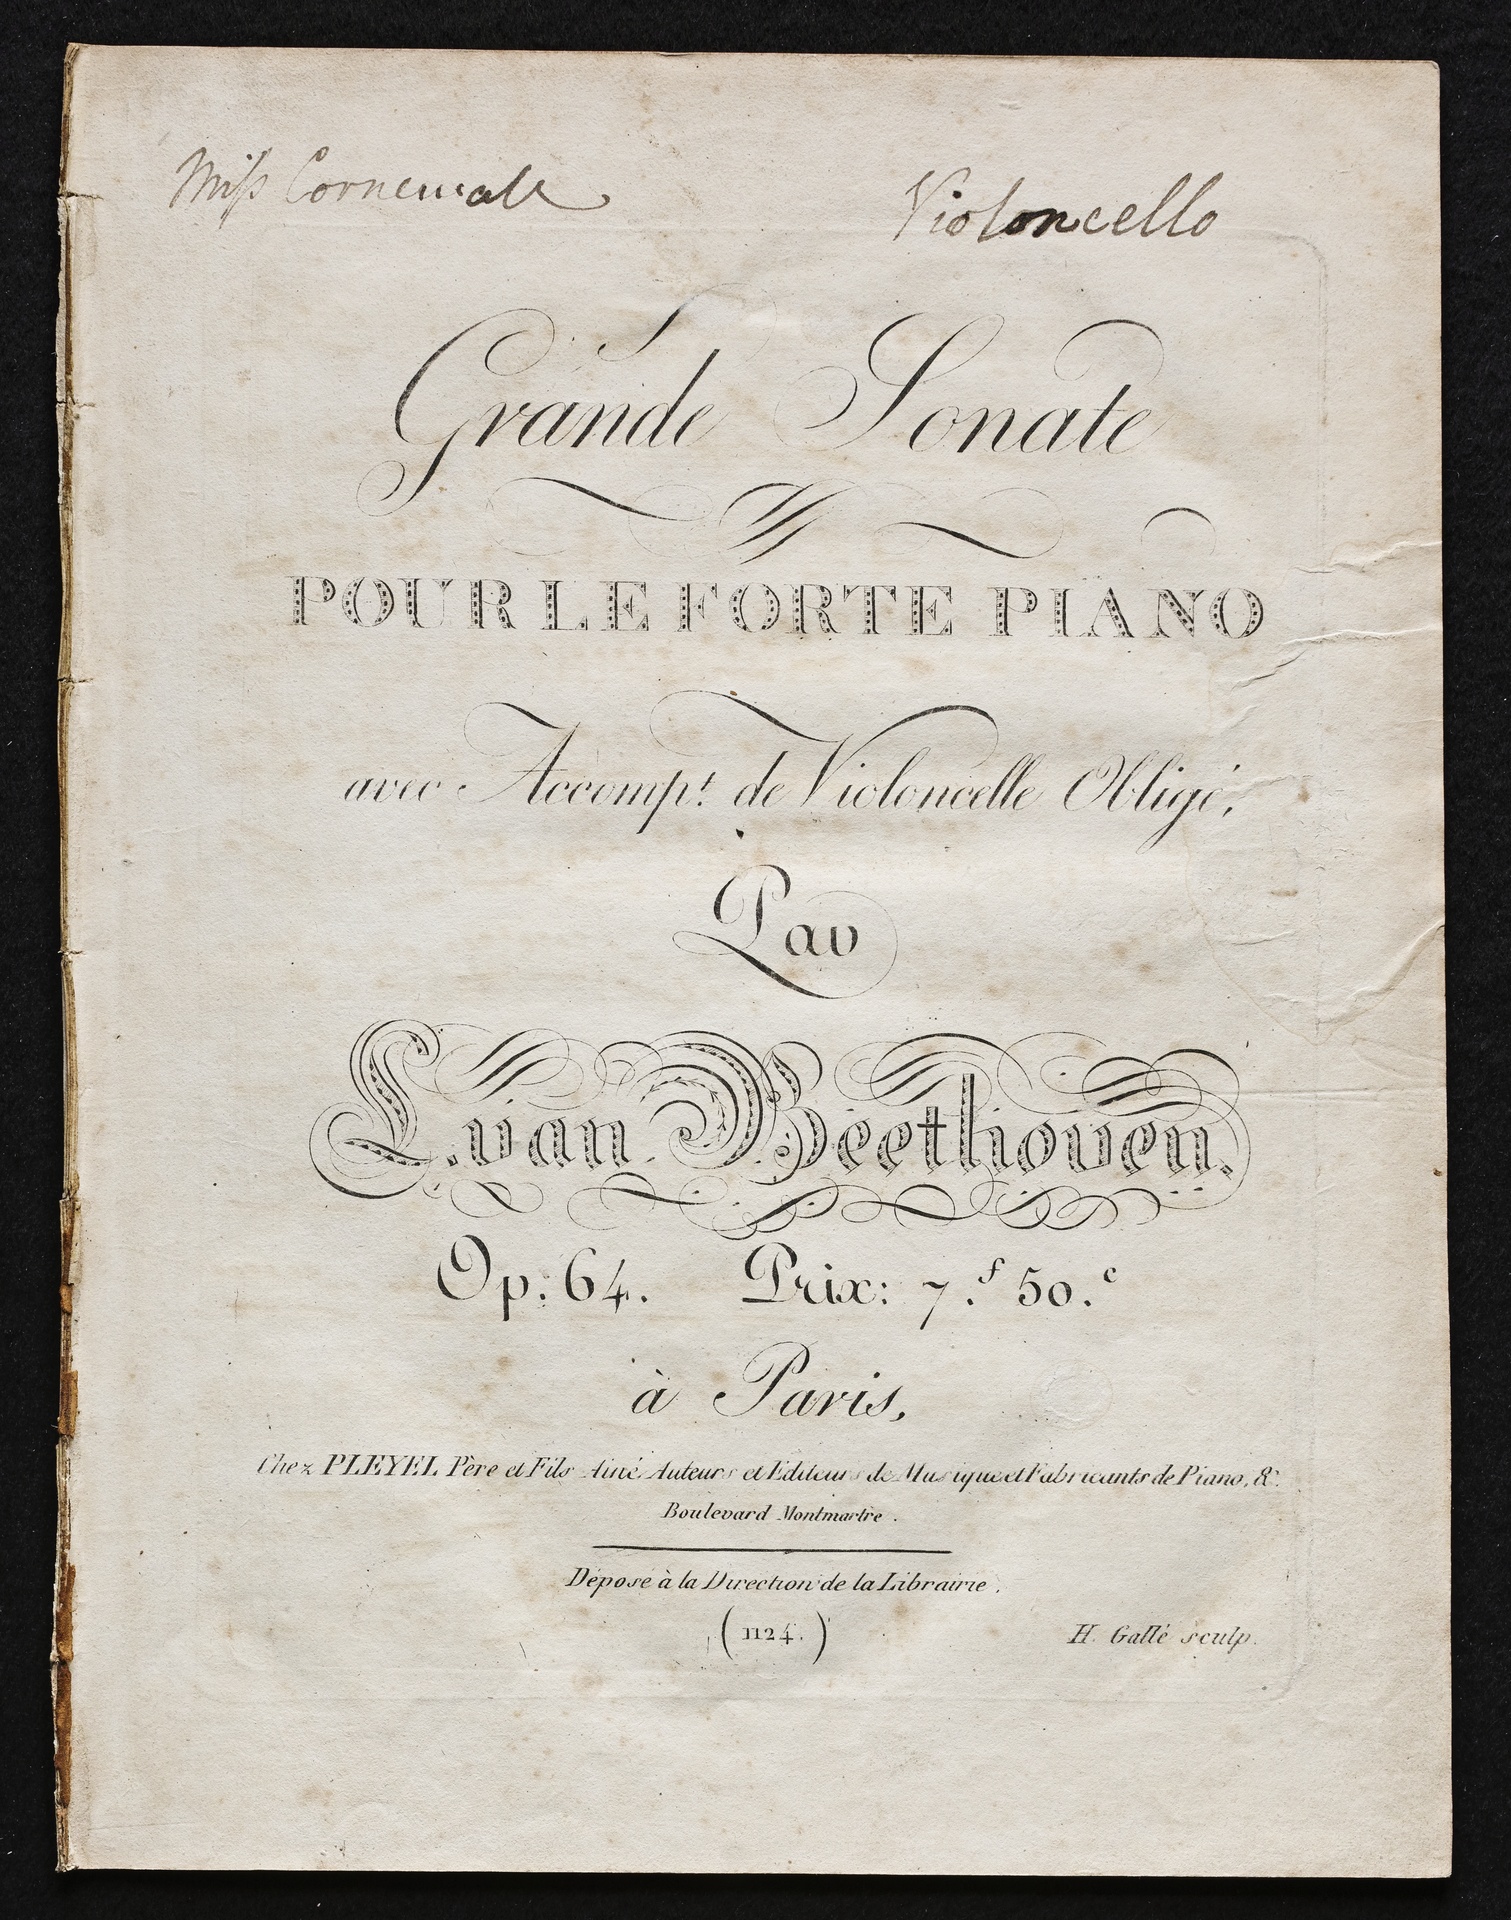 Miss Cornewall
Violoncello
Grande Sonate
POUR LE FORTE PIANO
avec Accompt. de Violoncelle Obligé,
Par
L. van Beethoven.
Op: 64. Prix: 7.f 50.c
à Paris,
Chez PLEYEL Père et Fils Ainé Auteurs et Editeurs de Musique et Fabricants de Piano, &c.
Boulevard Montmartre.
Déposé à la Direction de la Librairie.
(1124.)
H. Gallé sculp.